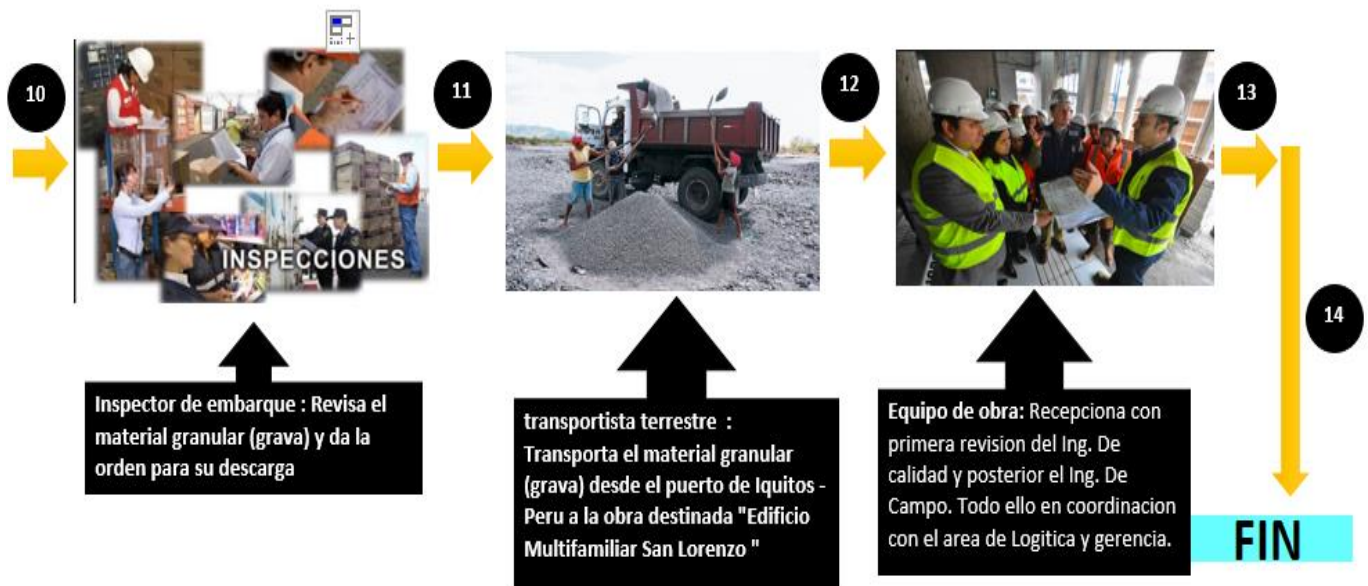 10
11
12
13
14
INSPECCIONES
Inspector de embarque : Revisa el
material granular (grava) y da la
orden para su descarga
transportista terrestre :
Transporta el material granular
(grava) desde el puerto de Iquitos -
Peru a la obra destinada "Edificio
Multifamiliar San Lorenzo "
Equipo de obra: Recepciona con
primera revision del Ing. De
calidad y posterior el Ing. De
Campo. Todo ello en coordinacion
con el area de Logitica y gerencia.
FIN